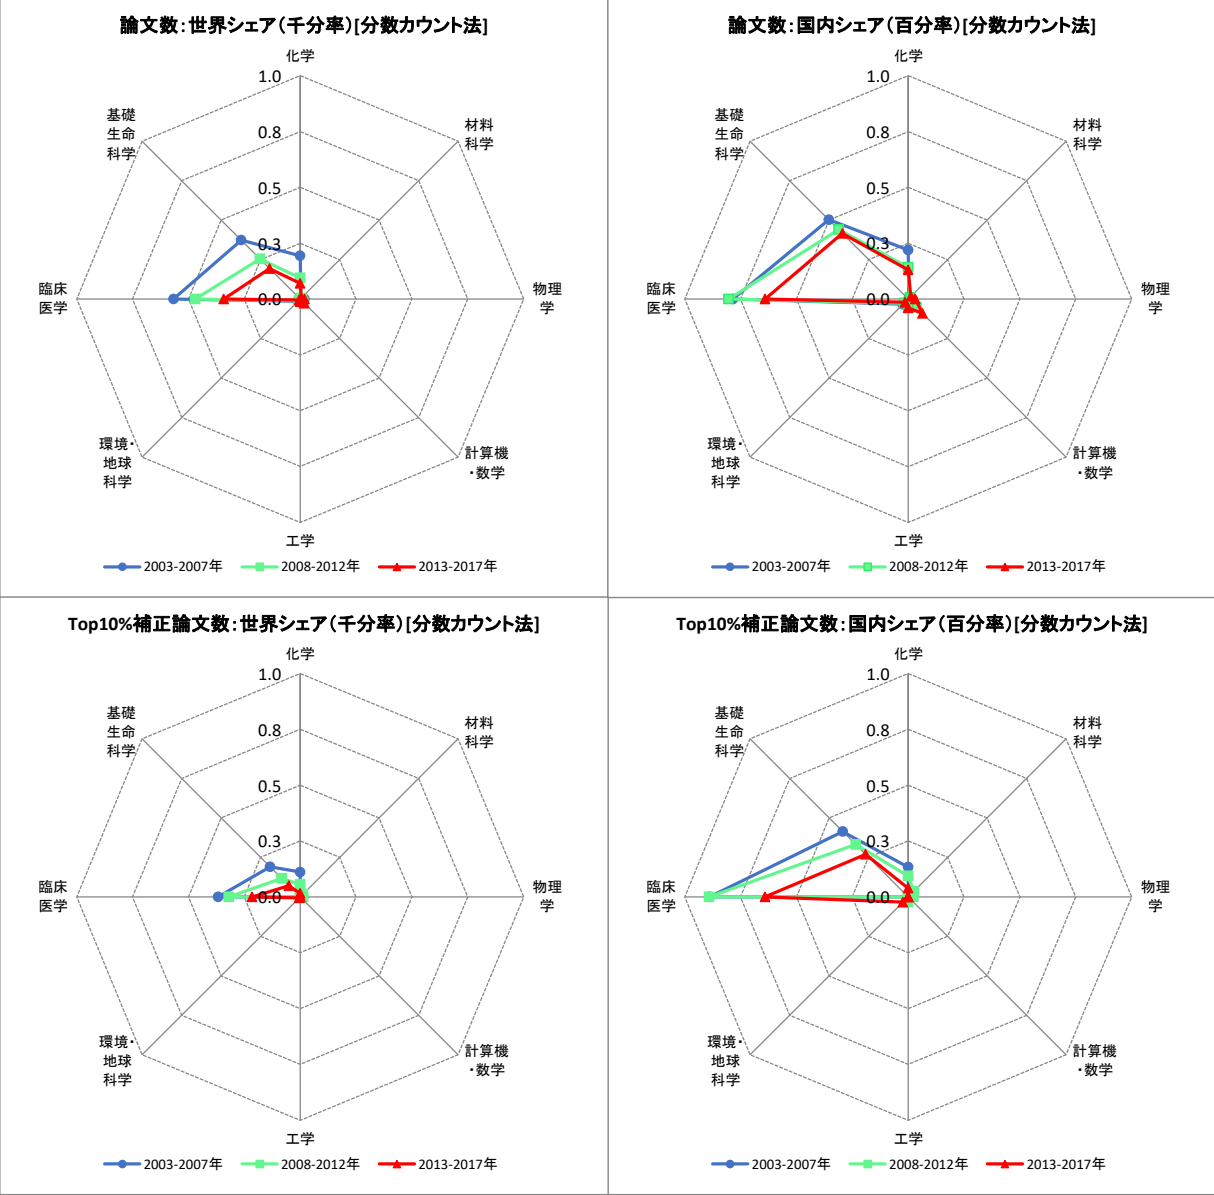 論文数：世界シェア（千分率）[分数カウント法]
化学
1.0
0.8
0.5
0.3
0.0
材料
科学
物理
学
計算機
・数学
工学
環境・
地球
科学
臨床
医学
基礎
生命
科学
2003-2007年 2008-2012年 2013-2017年
論文数：国内シェア（百分率）[分数カウント法]
化学
1.0
0.8
0.5
0.3
0.0
材料
科学
物理
学
計算機
・数学
工学
環境・
地球
科学
臨床
医学
基礎
生命
科学
2003-2007年 2008-2012年 2013-2017年
Top10%補正論文数：世界シェア（千分率）[分数カウント法]
化学
1.0
0.8
0.5
0.3
0.0
材料
科学
物理
学
計算機
・数学
工学
環境・
地球
科学
臨床
医学
基礎
生命
科学
2003-2007年 2008-2012年 2013-2017年
Top10%補正論文数：国内シェア（百分率）[分数カウント法]
化学
1.0
0.8
0.5
0.3
0.0
材料
科学
物理
学
計算機
・数学
工学
環境・
地球
科学
臨床
医学
基礎
生命
科学
2003-2007年 2008-2012年 2013-2017年